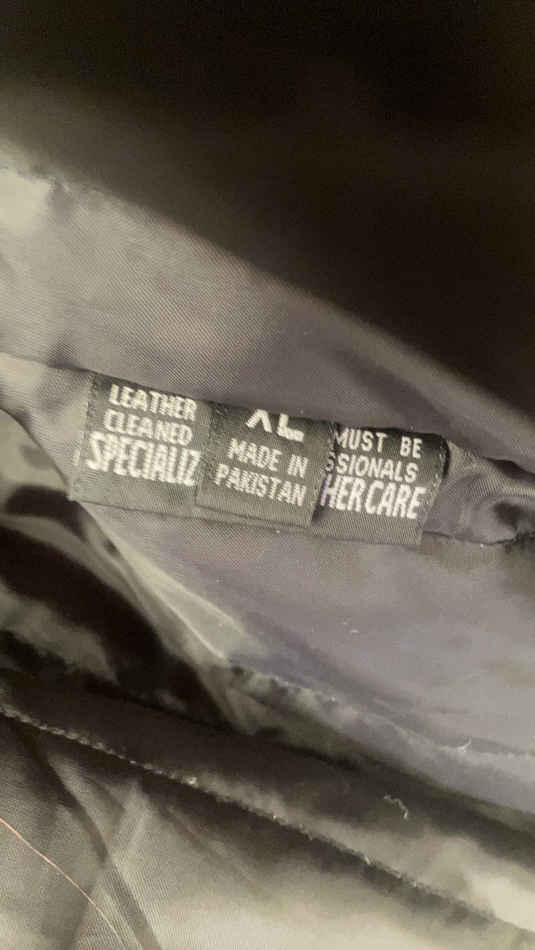 LEATHER
CLEANED
SPECIALIZ
XL
MADE IN
PAKISTAN
MUST BE
SSIONALS
HER CARE